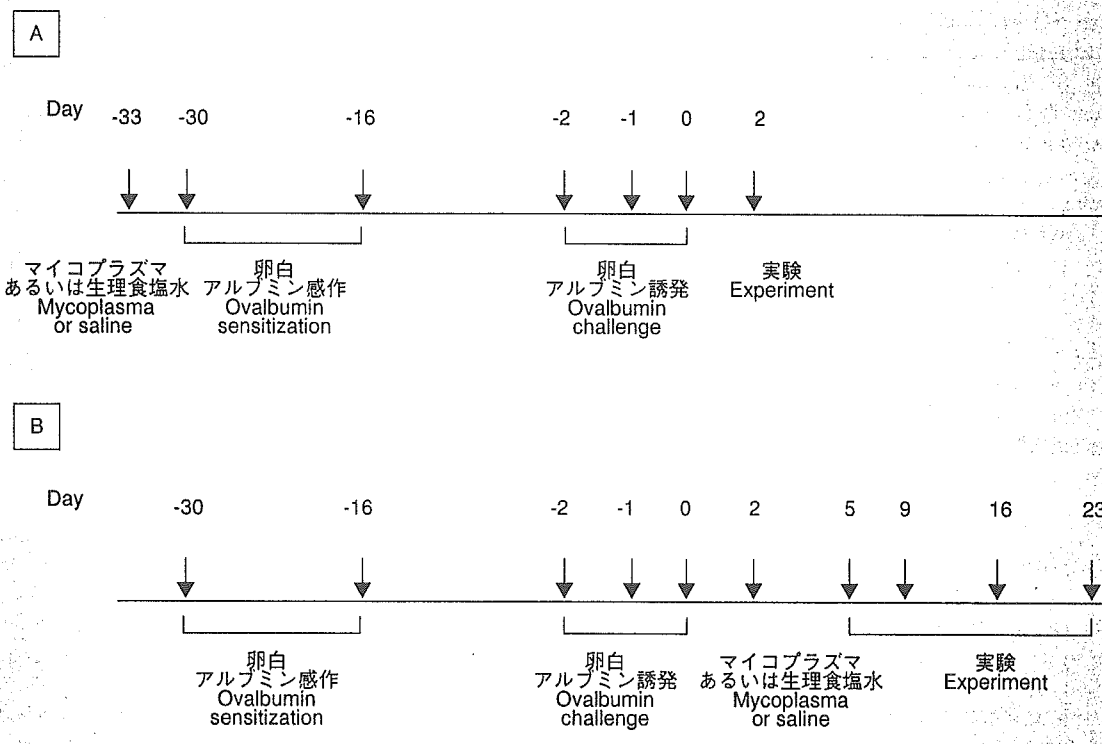 A
Day -33 -30 -16 -2 -1 0 2
マイコプラズマ
あるいは生理食塩水
Mycoplasma
or saline
卵白
アルブミン感作
Ovalbumin
sensitization
卵白
アルブミン誘発
Ovalbumin
challenge
実験
Experiment
B
Day -30 -16 -2 -1 0 2 5 9 16 23
卵白
アルブミン感作
Ovalbumin
sensitization
卵白
アルブミン誘発
Ovalbumin
challenge
マイコプラズマ
あるいは生理食塩水
Mycoplasma
or saline
実験
Experiment